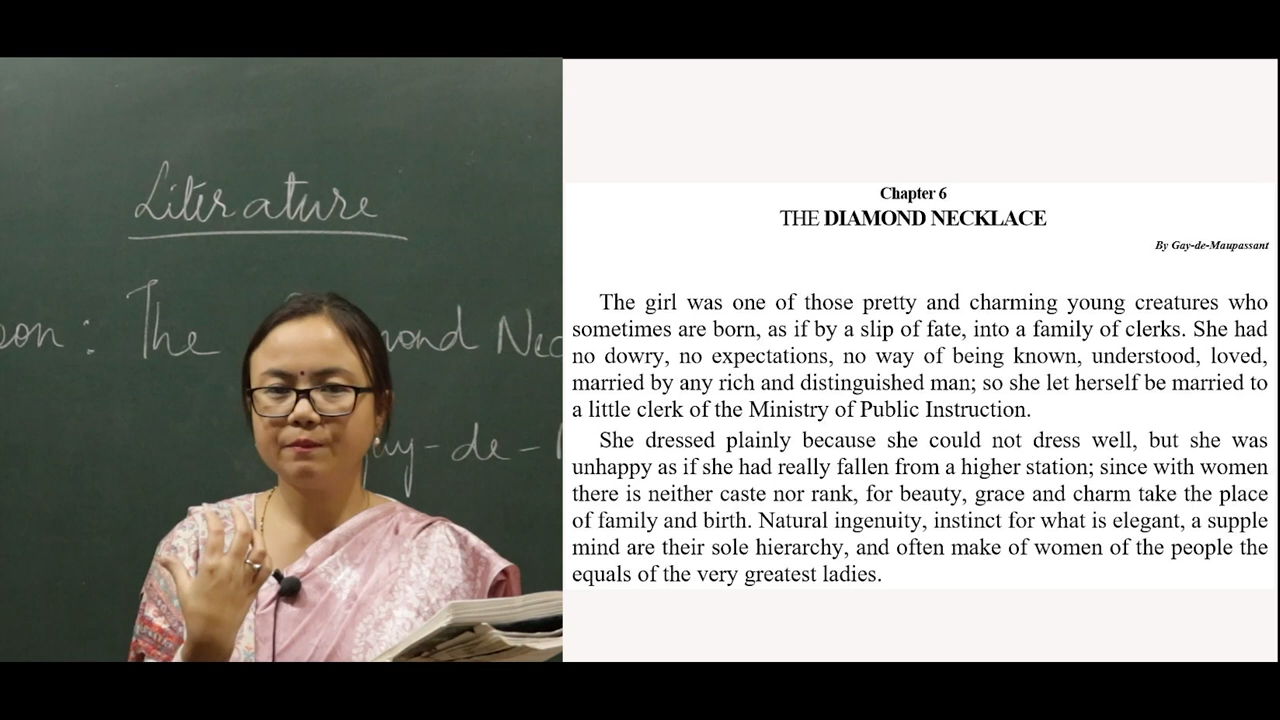 Literature
The mond Nec
Chapter 6
THE DIAMOND NECKLACE
By Gay-de-Maupassant
The girl was one of those pretty and charming young creatures who
sometimes are born, as if by a slip of fate, into a family of clerks. She had
no dowry, no expectations, no way of being known, understood, loved,
married by any rich and distinguished man; so she let herself be married to
a little clerk of the Ministry of Public Instruction.
She dressed plainly because she could not dress well, but she was
unhappy as if she had really fallen from a higher station; since with women
there is neither caste nor rank, for beauty, grace and charm take the place
of family and birth. Natural ingenuity, instinct for what is elegant, a supple
mind are their sole hierarchy, and often make of women of the people the
equals of the very greatest ladies.